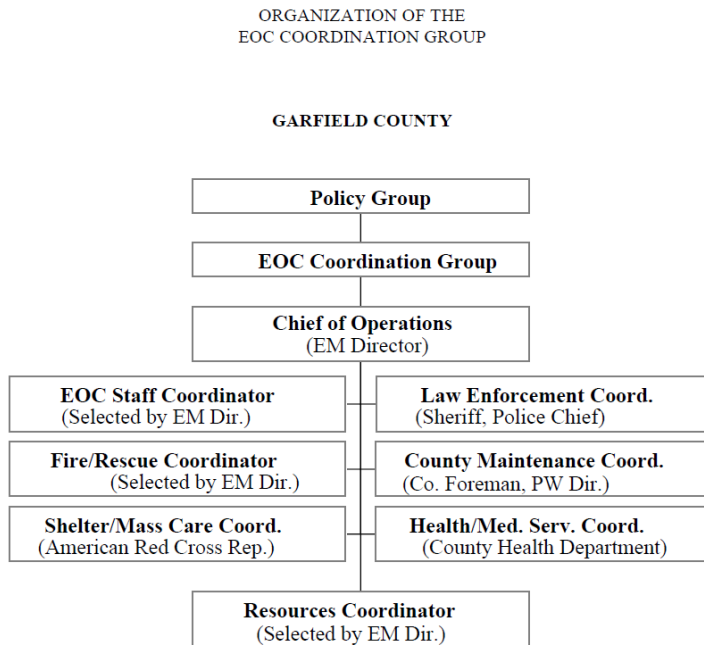 ORGANIZATION OF THE
EOC COORDINATION GROUP
GARFIELD COUNTY
Policy Group
EOC Coordination Group
Chief of Operations
(EM Director)
EOC Staff Coordinator
(Selected by EM Dir.)
Law Enforcement Coord.
(Sheriff, Police Chief)
Fire/Rescue Coordinator
(Selected by EM Dir.)
County Maintenance Coord.
(Co. Foreman, PW Dir.)
Shelter/Mass Care Coord.
(American Red Cross Rep.)
Health/Med. Serv. Coord.
(County Health Department)
Resources Coordinator
(Selected by EM Dir.)